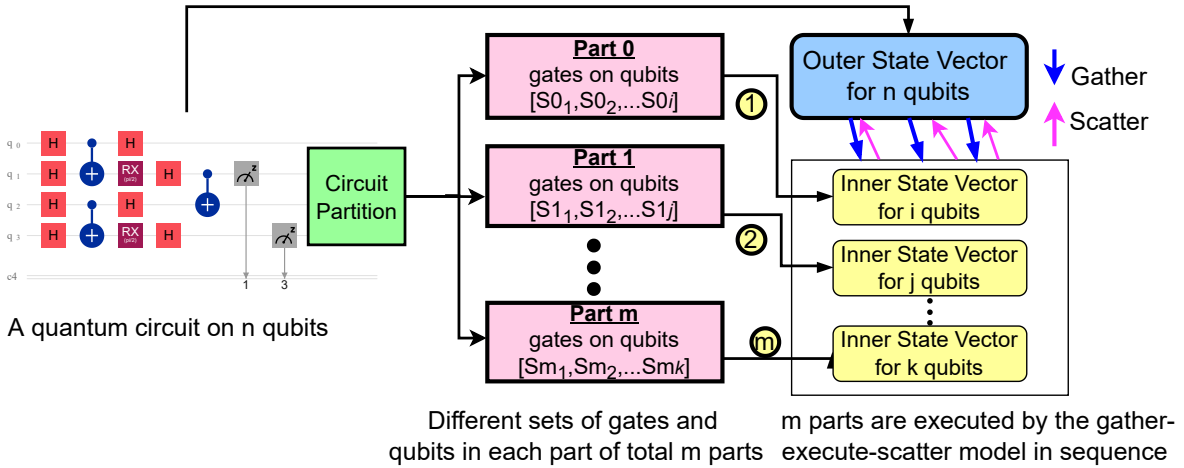 q 0
H
H
q 1
+
RX
(pi/2)
H
z
q 2
H
H
+
q 3
H
+
RX
(pi/2)
H
z
c4
1
3
A quantum circuit on n qubits
Circuit
Partition
Part 0
gates on qubits
[S0₁,S0₂,...S0i]
Part 1
gates on qubits
[S1₁,S1₂,...S1j]
Part m
gates on qubits
[Sm₁,Sm₂,...Smk]
Different sets of gates and
qubits in each part of total m parts
1
2
m
Outer State Vector
for n qubits
Gather
Scatter
Inner State Vector
for i qubits
Inner State Vector
for j qubits
Inner State Vector
for k qubits
m parts are executed by the gather-
execute-scatter model in sequence